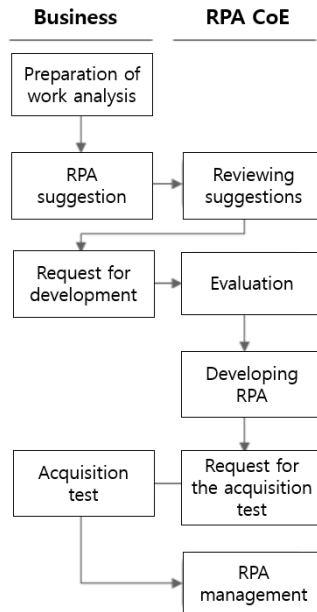 Business
RPA CoE
Preparation of
work analysis
RPA
suggestion
Reviewing
suggestions
Request for
development
Evaluation
Developing
RPA
Acquisition
test
Request for
the acquisition
test
RPA
management